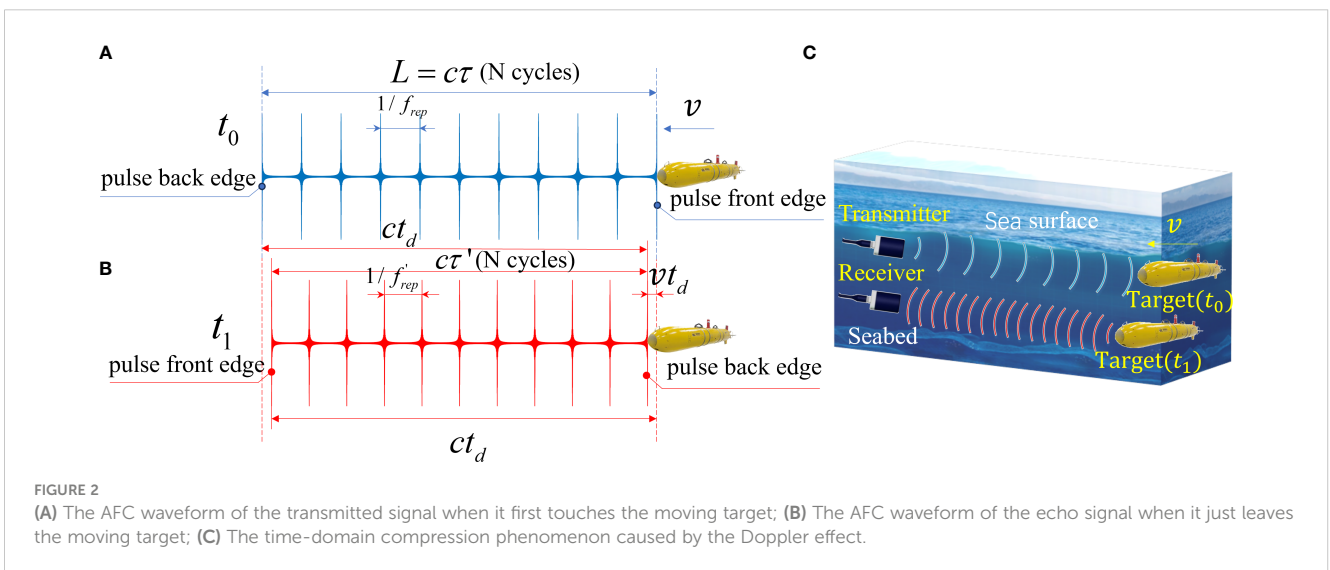 A
L = cτ (N cycles)
1/ f_rep
v
t_0
pulse back edge
pulse front edge
ct_d
B
cτ' (N cycles)
1/ f'_rep
vt_d
t_1
pulse front edge
pulse back edge
ct_d
C
Transmitter
Sea surface
v
Receiver
Target(t_0)
Seabed
Target(t_1)
FIGURE 2
(A) The AFC waveform of the transmitted signal when it first touches the moving target; (B) The AFC waveform of the echo signal when it just leaves
the moving target; (C) The time-domain compression phenomenon caused by the Doppler effect.